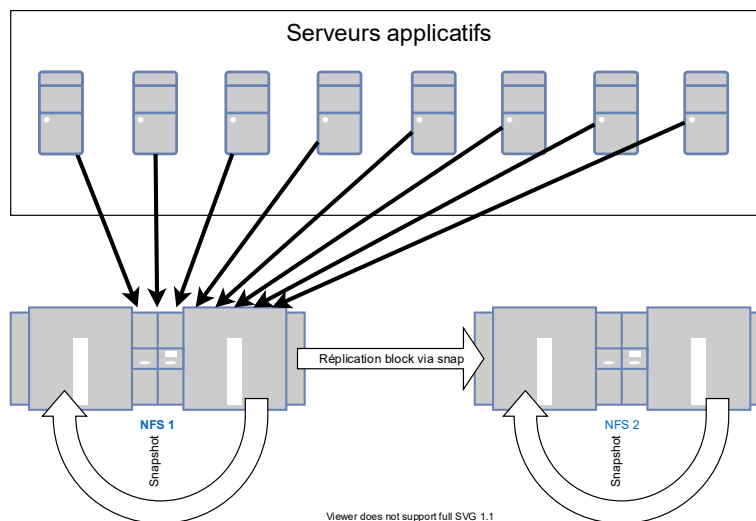 Serveurs applicatifs
Réplication block via snap
NFS 1
NFS 2
Snapshot
Snapshot
Viewer does not support full SVG 1.1